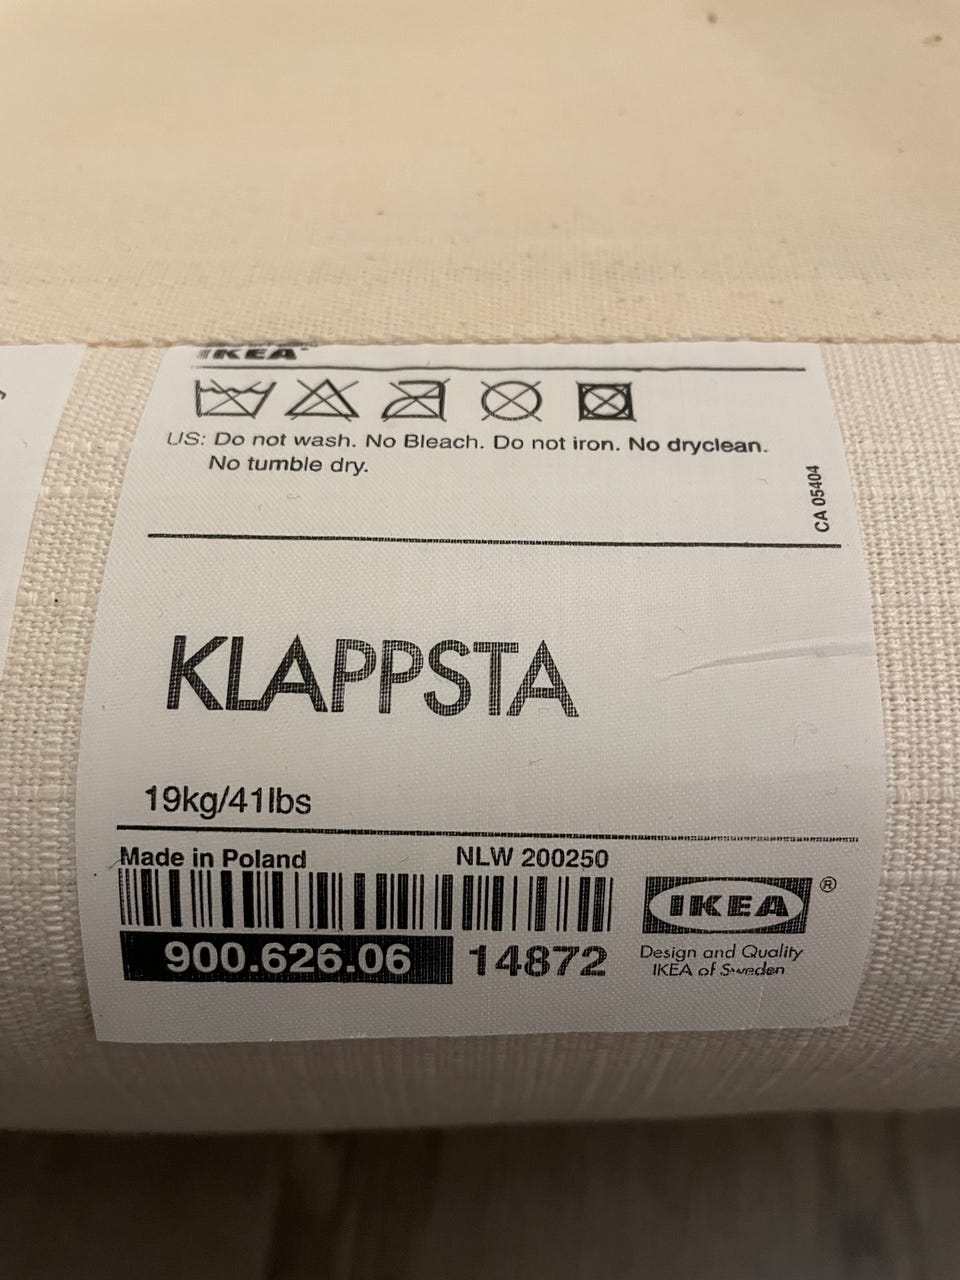 IKEA
US: Do not wash. No Bleach. Do not iron. No dryclean.
No tumble dry.
CA 05404
KLAPPSTA
19kg/41lbs
Made in Poland NLW 200250
900.626.06 14872
IKEA ®
Design and Quality
IKEA of Sweden